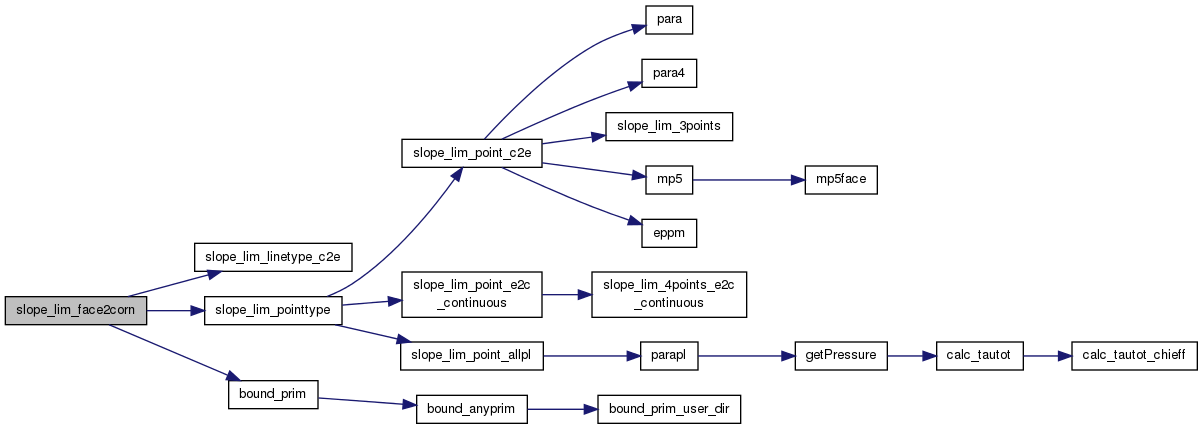 para
para4
slope_lim_3points
slope_lim_point_c2e
mp5
mp5face
eppm
slope_lim_linetype_c2e
slope_lim_point_e2c
_continuous
slope_lim_4points_e2c
_continuous
slope_lim_face2corn
slope_lim_pointtype
slope_lim_point_allpl
parapl
getPressure
calc_tautot
calc_tautot_chieff
bound_prim
bound_anyprim
bound_prim_user_dir